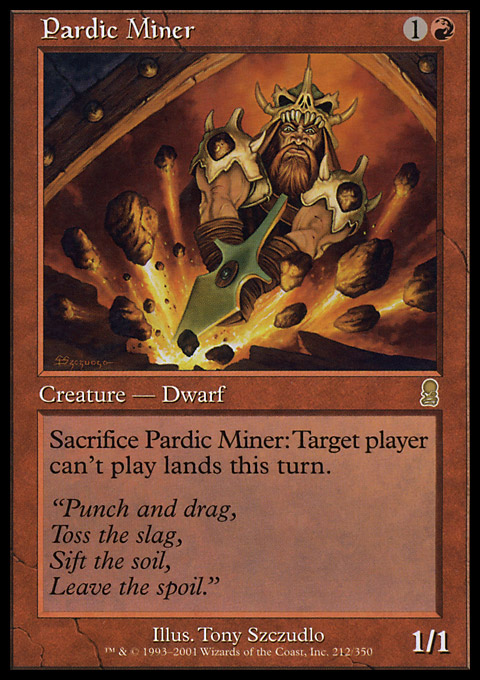 Pardic Miner 1
Creature — Dwarf
Sacrifice Pardic Miner: Target player
can't play lands this turn.
“Punch and drag,
Toss the slag,
Sift the soil,
Leave the spoil.”
Illus. Tony Szczudlo
™ & © 1993–2001 Wizards of the Coast, Inc. 212/350
1/1